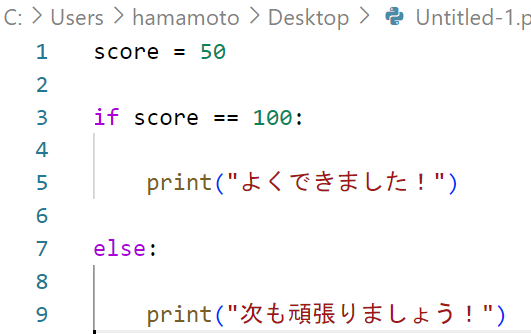 C: > Users > hamamoto > Desktop > Untitled-1.p
1 score = 50
2
3 if score == 100:
4
5     print("よくできました！")
6
7 else:
8
9     print("次も頑張りましょう！")